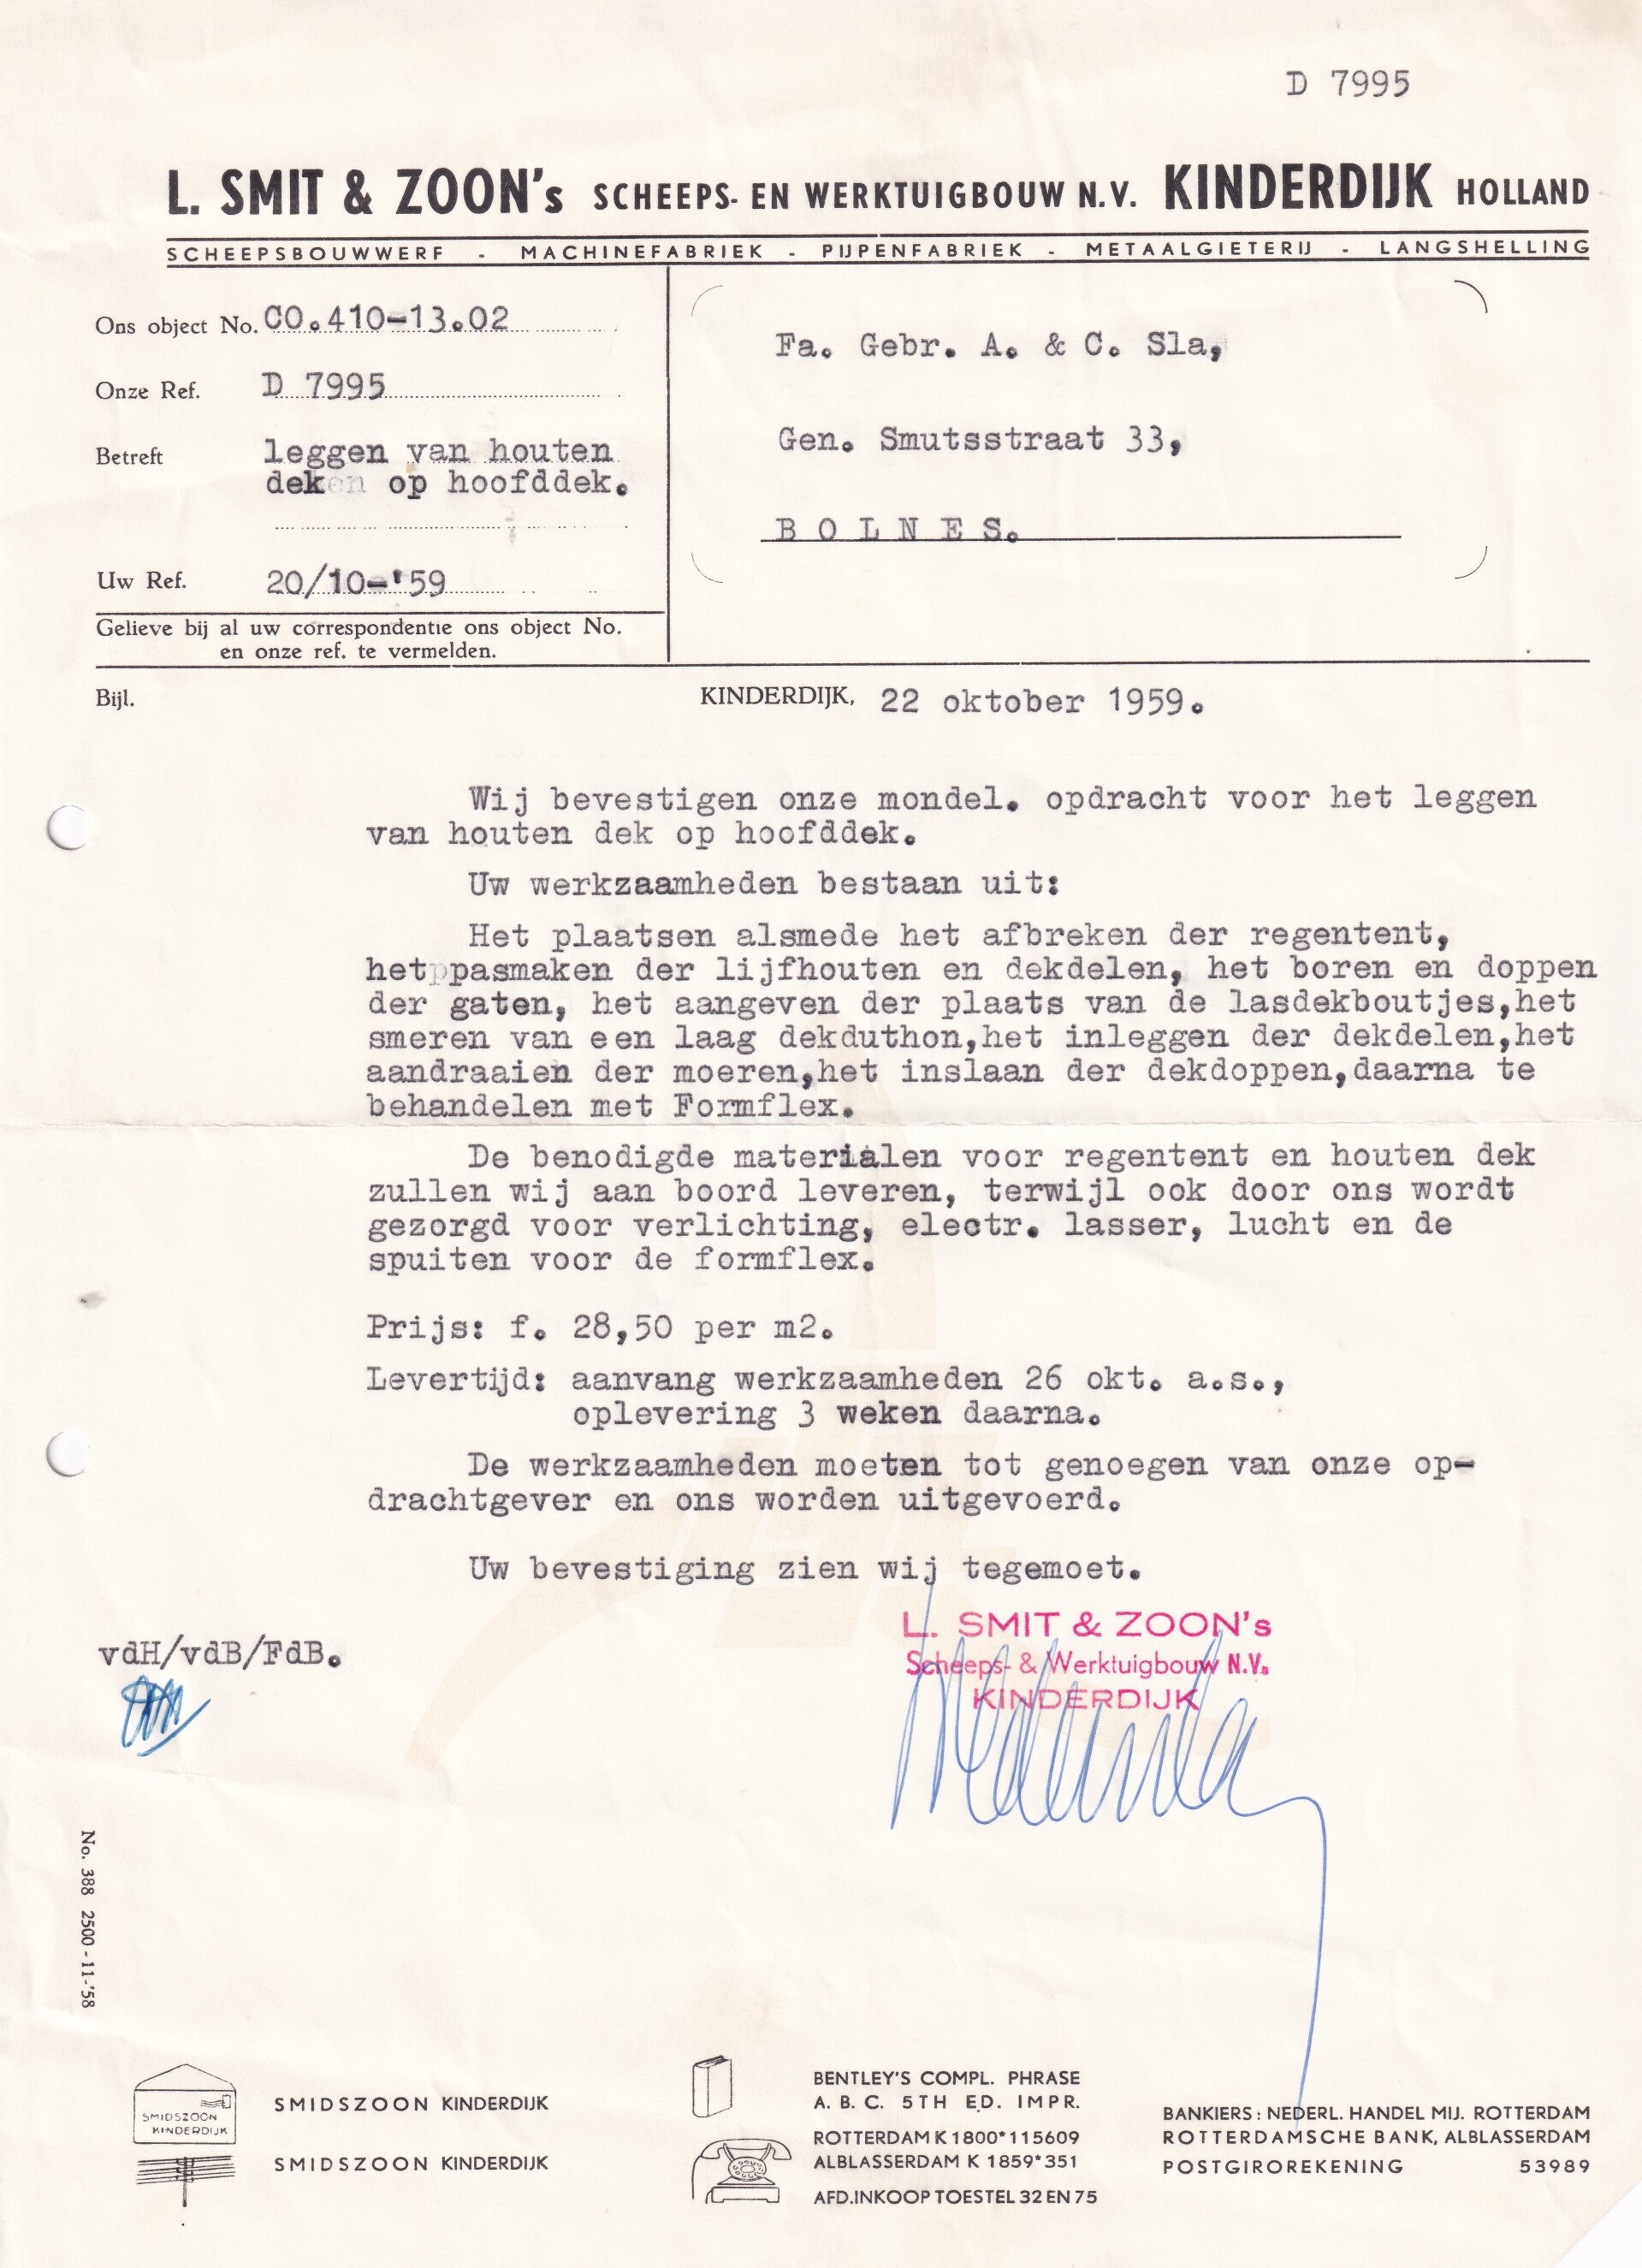 D 7995
L. SMIT & ZOON's SCHEEPS- EN WERKTUIGBOUW N.V. KINDERDIJK HOLLAND
SCHEEPSBOUWWERF - MACHINEFABRIEK - PIJPENFABRIEK - METAALGIETERIJ - LANGSHELLING
Ons object No. CO.410-13.02
Onze Ref. D 7995
Betreft leggen van houten
deken op hoofddek.
Uw Ref. 20/10-'59
Gelieve bij al uw correspondentie ons object No.
en onze ref. te vermelden.
Fa. Gebr. A. & C. Sla,
Gen. Smutsstraat 33,
B O L N E S.
Bijl.
KINDERDIJK, 22 oktober 1959.
Wij bevestigen onze mondel. opdracht voor het leggen
van houten dek op hoofddek.
Uw werkzaamheden bestaan uit:
Het plaatsen alsmede het afbreken der regentent,
hetppasmaken der lijfhouten en dekdelen, het boren en doppen
der gaten, het aangeven der plaats van de lasdekboutjes,het
smeren van een laag dekduthon,het inleggen der dekdelen,het
aandraaien der moeren,het inslaan der dekdoppen,daarna te
behandelen met Formflex.
De benodigde materialen voor regentent en houten dek
zullen wij aan boord leveren, terwijl ook door ons wordt
gezorgd voor verlichting, electr. lasser, lucht en de
spuiten voor de formflex.
Prijs: f. 28,50 per m2.
Levertijd: aanvang werkzaamheden 26 okt. a.s.,
oplevering 3 weken daarna.
De werkzaamheden moeten tot genoegen van onze op-
drachtgever en ons worden uitgevoerd.
Uw bevestiging zien wij tegemoet.
L. SMIT & ZOON's
Scheeps- & Werktuigbouw N.V.
KINDERDIJK
vdH/vdB/FdB.
No. 388 2500-11-'58
SMIDSZOON
KINDERDIJK
SMIDSZOON KINDERDIJK
SMIDSZOON KINDERDIJK
BENTLEY'S COMPL. PHRASE
A. B. C. 5TH ED. IMPR.
ROTTERDAM K 1800*115609
ALBLASSERDAM K 1859*351
AFD.INKOOP TOESTEL 32 EN 75
BANKIERS: NEDERL. HANDEL MIJ. ROTTERDAM
ROTTERDAMSCHE BANK, ALBLASSERDAM
POSTGIROREKENING 53989